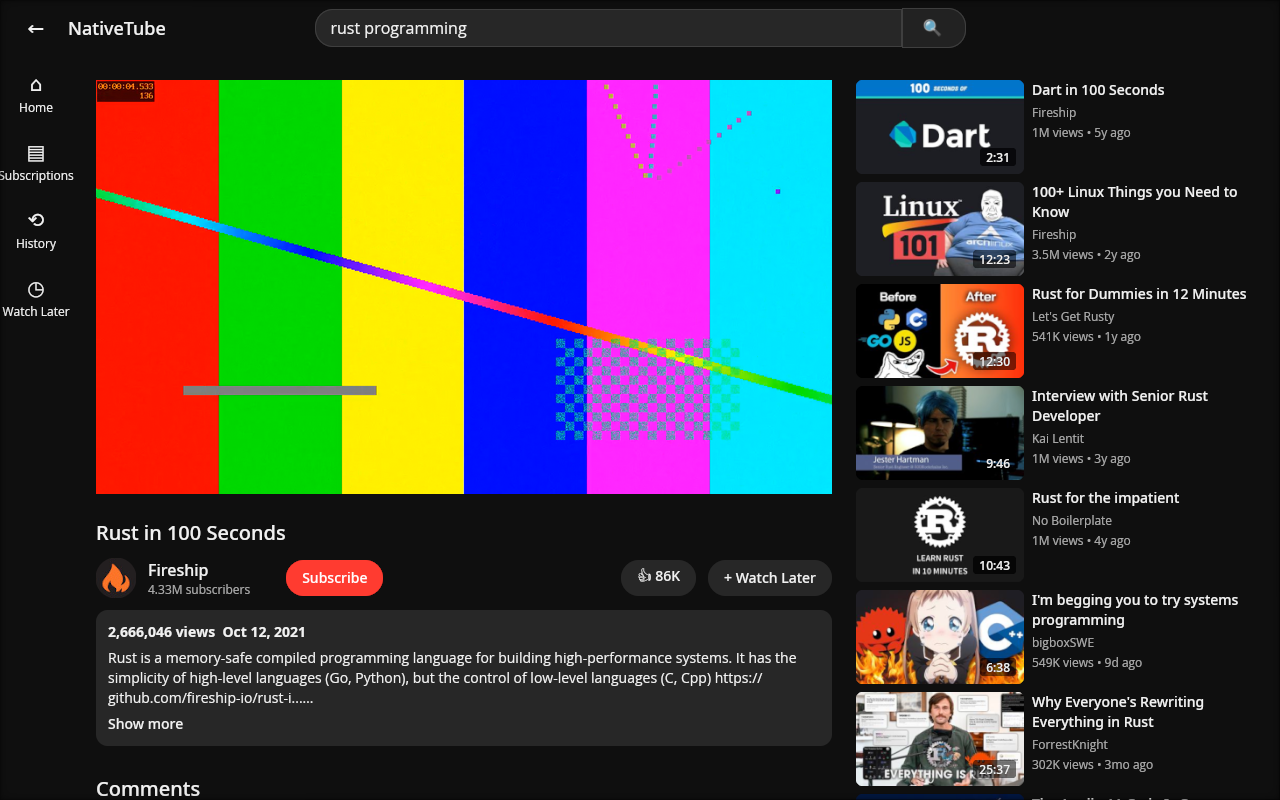 ← NativeTube
rust programming
Home
Subscriptions
History
Watch Later
00:00:04.533
136
Rust in 100 Seconds
Fireship
4.33M subscribers
Subscribe
86K
+ Watch Later
2,666,046 views Oct 12, 2021
Rust is a memory-safe compiled programming language for building high-performance systems. It has the
simplicity of high-level languages (Go, Python), but the control of low-level languages (C, Cpp) https://
github.com/fireship-io/rust-i......
Show more
Comments
100 SECONDS OF
Dart
2:31
Dart in 100 Seconds
Fireship
1M views • 5y ago
Linux
101
archlinux
12:23
100+ Linux Things you Need to
Know
Fireship
3.5M views • 2y ago
Before
After
GO
JS
R
12:30
Rust for Dummies in 12 Minutes
Let's Get Rusty
541K views • 1y ago
Jester Hartman
9:46
Interview with Senior Rust
Developer
Kai Lentit
1M views • 3y ago
R
LEARN RUST
IN 10 MINUTES
10:43
Rust for the impatient
No Boilerplate
1M views • 4y ago
C++
6:38
I'm begging you to try systems
programming
bigboxSWE
549K views • 9d ago
EVERYTHING IS
25:37
Why Everyone's Rewriting
Everything in Rust
ForrestKnight
302K views • 3mo ago